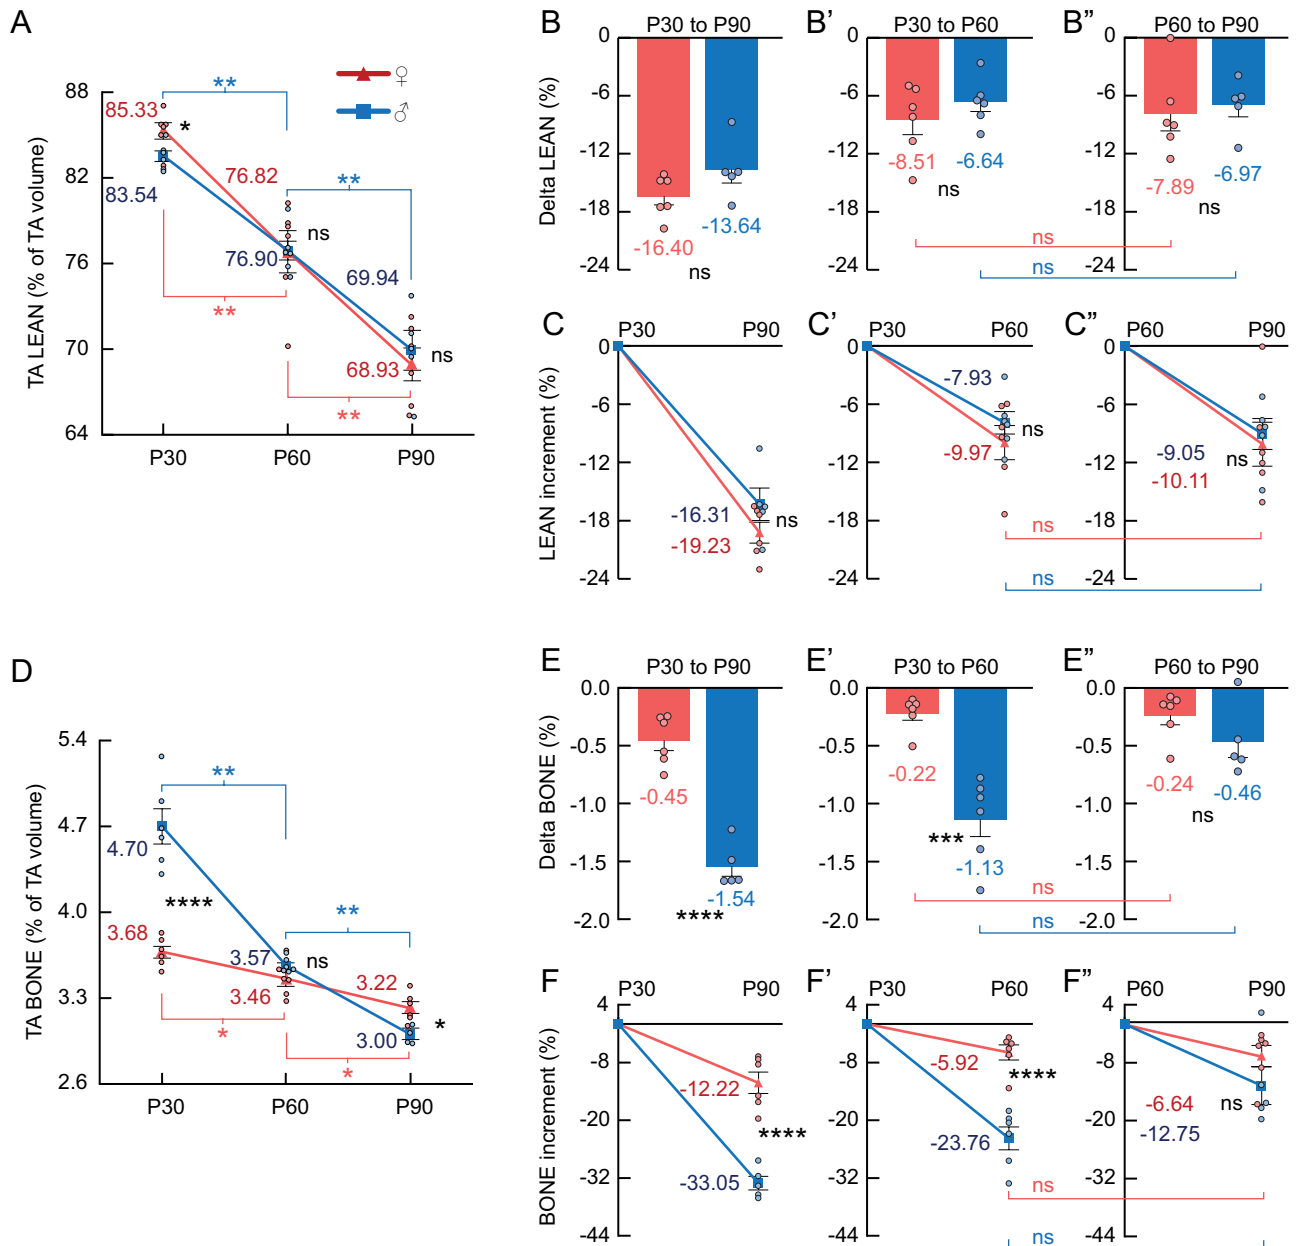 A
♀
♂
TA LEAN (% of TA volume)
88
82
76
70
64
P30
P60
P90
85.33
83.54
76.82
76.90
69.94
68.93
**
**
**
**
*
ns
ns
B
P30 to P90
Delta LEAN (%)
0
-6
-12
-18
-24
-16.40
-13.64
ns
B'
P30 to P60
0
-6
-12
-18
-24
-8.51
-6.64
ns
B"
P60 to P90
0
-6
-12
-18
-24
-7.89
-6.97
ns
ns
ns
C
P30
P90
LEAN increment (%)
0
-6
-12
-18
-24
-16.31
-19.23
ns
C'
P30
P60
0
-6
-12
-18
-24
-7.93
-9.97
ns
C"
P60
P90
0
-6
-12
-18
-24
-9.05
-10.11
ns
ns
ns
D
TA BONE (% of TA volume)
5.4
4.7
4.0
3.3
2.6
P30
P60
P90
4.70
3.68
3.57
3.46
3.22
3.00
**
**
*
*
****
ns
*
E
P30 to P90
Delta BONE (%)
0.0
-0.5
-1.0
-1.5
-2.0
-0.45
-1.54
****
E'
P30 to P60
0.0
-0.5
-1.0
-1.5
-2.0
-0.22
-1.13
***
E"
P60 to P90
0.0
-0.5
-1.0
-1.5
-2.0
-0.24
-0.46
ns
ns
ns
F
P30
P90
BONE increment (%)
4
-8
-20
-32
-44
-12.22
-33.05
****
F'
P30
P60
4
-8
-20
-32
-44
-5.92
-23.76
****
F"
P60
P90
4
-8
-20
-32
-44
-6.64
-12.75
ns
ns
ns